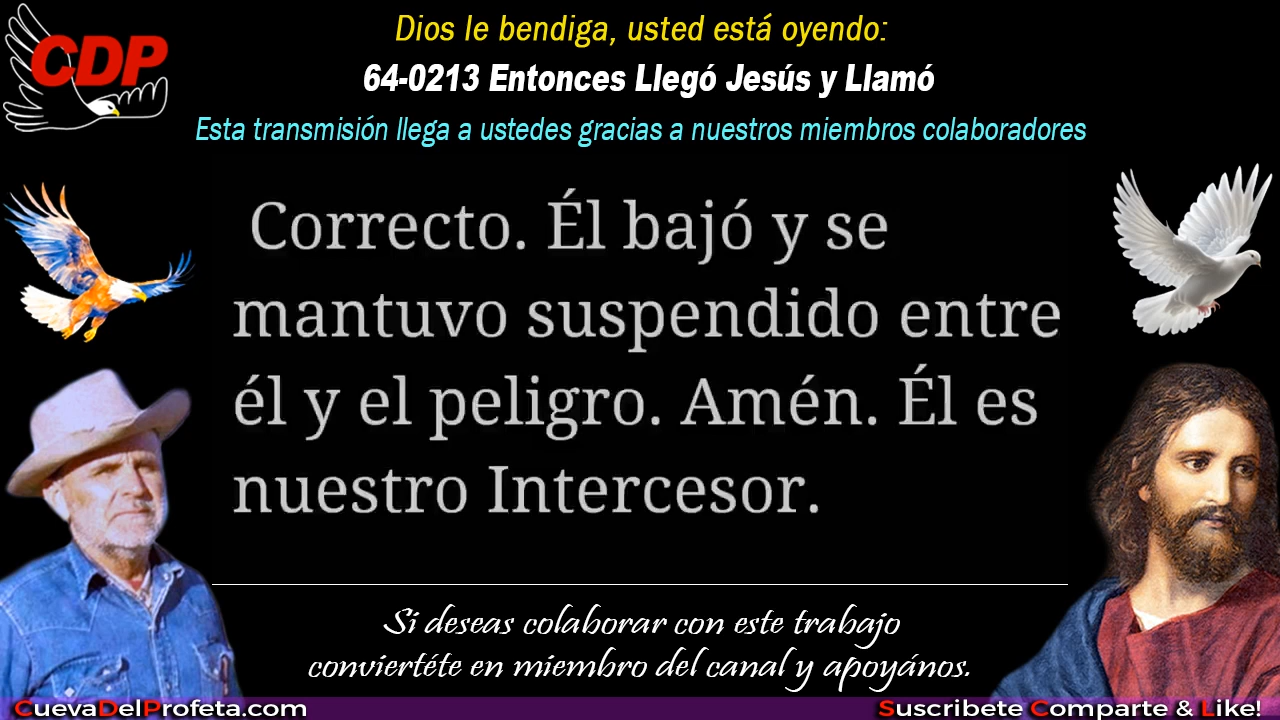 CDP
Dios le bendiga, usted está oyendo:
64-0213 Entonces Llegó Jesús y Llamó
Esta transmisión llega a ustedes gracias a nuestros miembros colaboradores
Correcto. Él bajó y se
mantuvo suspendido entre
él y el peligro. Amén. Él es
nuestro Intercesor.
Si deseas colaborar con este trabajo
conviertéte en miembro del canal y apoyános.
CuevaDelProfeta.com
Suscribete Comparte & Like!